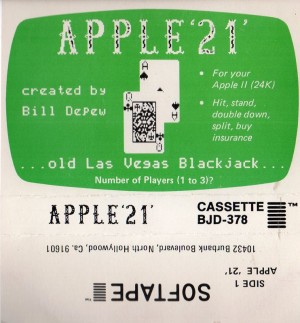 APPLE '21'
created by
Bill DePew
• For your
Apple II (24K)
• Hit, stand,
double down,
split, buy
insurance
...old Las Vegas Blackjack...
Number of Players (1 to 3)?
APPLE '21'
CASSETTE ™
BJD-378
10432 Burbank Boulevard, North Hollywood, Ca. 91601
SIDE 1
APPLE '21'
SOFTAPE ™